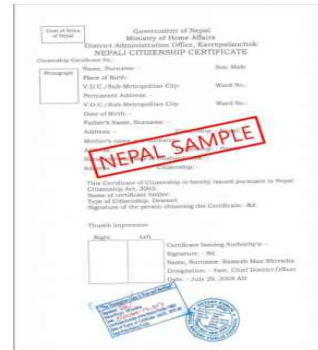 Coat of Arms
of Nepal
Government of Nepal
Ministry of Home Affairs
District Administration Office, Kavrepalanchok
NEPALI CITIZENSHIP CERTIFICATE
Citizenship Certificate No.:
Photograph
Name, Surname: - Sex: Male
Place of Birth:
V.D.C./Sub-Metropolitan City: Ward No.:
Permanent Address: -
V.D.C./Sub-Metropolitan City: Ward No.:
Date of Birth: -
Father's Name, Surname: -
Address: -
Mother's name
Address: -
NEPAL SAMPLE
Citizenship: -
This Certificate of Citizenship is hereby issued pursuant to Nepal
Citizenship Act, 2063.
Name of certificate holder:
Type of Citizenship: Descent
Signature of the person obtaining the Certificate: -Sd.
Thumb Impression
Right Left
Certificate Issuing Authority's: -
Signature: - Sd.
Name, Surname: Ramesh Man Shrestha
Designation: - Asst. Chief District Officer
Date: - July 20, 2009 AD